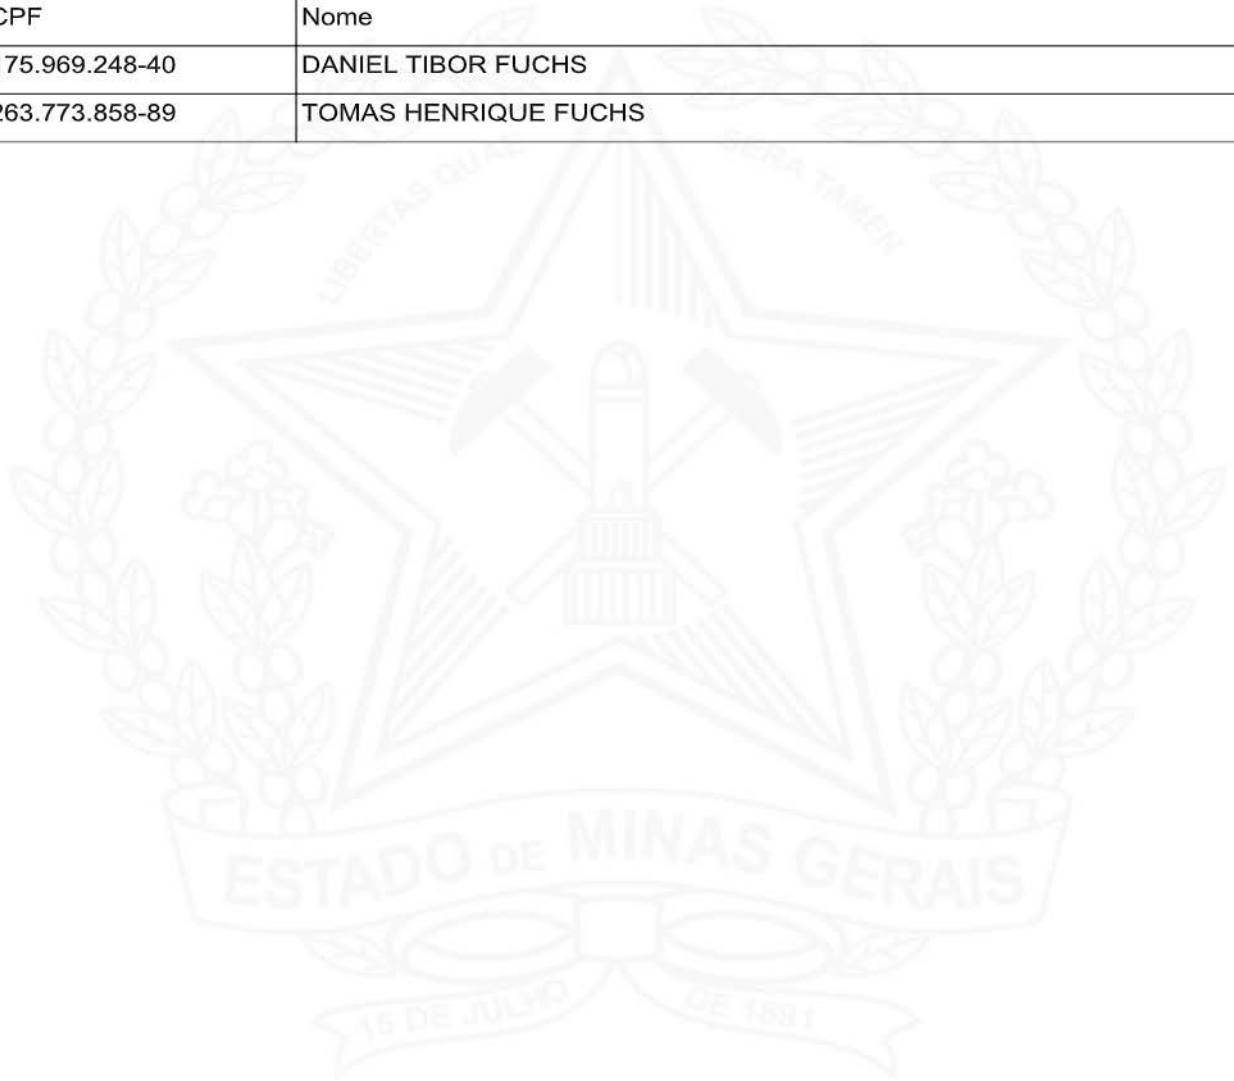 CPF Nome
175.969.248-40 DANIEL TIBOR FUCHS
263.773.858-89 TOMAS HENRIQUE FUCHS
LIBERTAS QUAE SERA TAMEN
ESTADO DE MINAS GERAIS
15 DE JULHO DE 1891